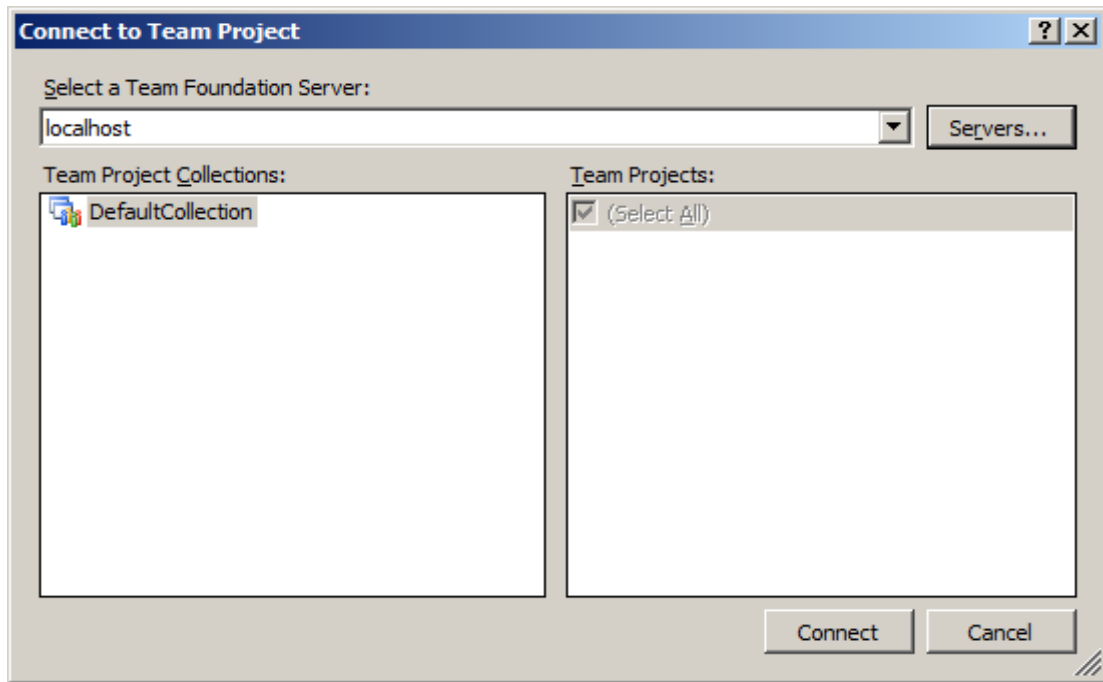 Connect to Team Project
Select a Team Foundation Server:
localhost
Servers...
Team Project Collections:
Team Projects:
DefaultCollection
(Select All)
Connect
Cancel